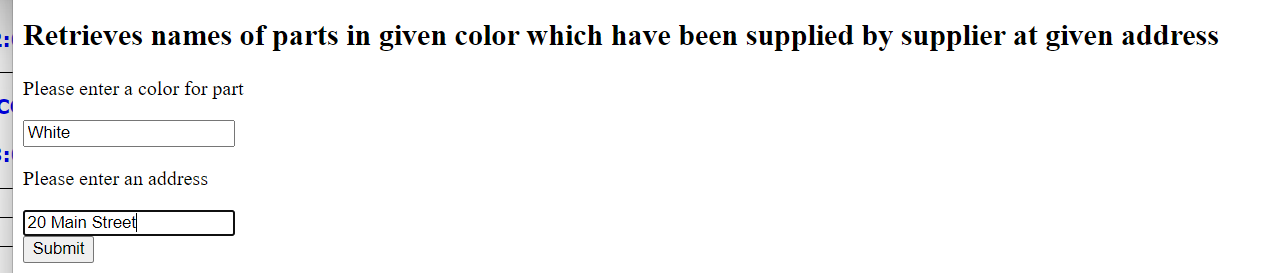 Retrieves names of parts in given color which have been supplied by supplier at given address
Please enter a color for part
White
Please enter an address
20 Main Street
Submit